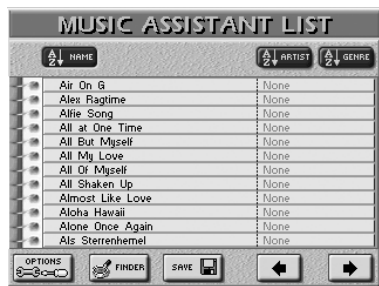 MUSIC ASSISTANT LIST
A Z NAME A Z ARTIST A Z GENRE
Air On G None
Alex Ragtime None
Alfie Song None
All at One Time None
All But Myself None
All My Love None
All Of Myself None
All Shaken Up None
Almost Like Love None
Aloha Hawaii None
Alone Once Again None
Als Sterrenhemel None
OPTIONS FINDER SAVE